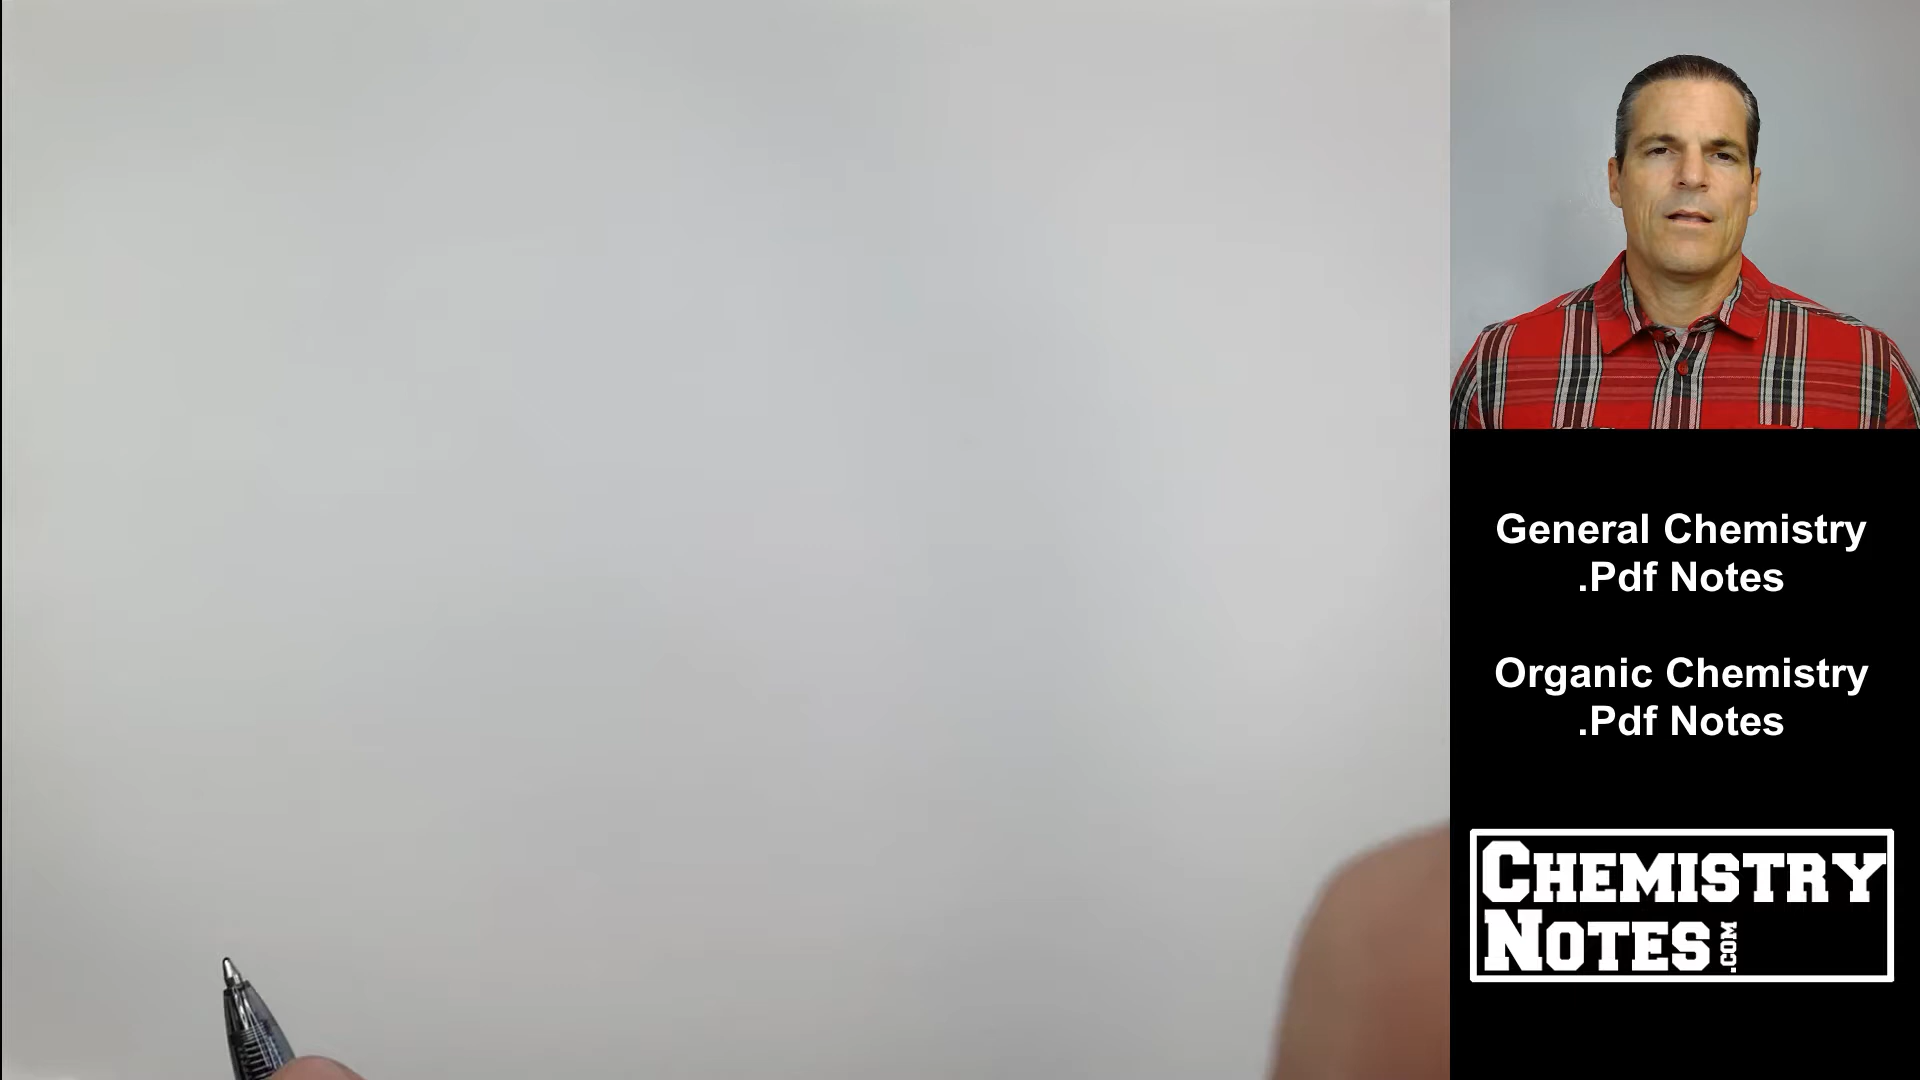 General Chemistry
.Pdf Notes
Organic Chemistry
.Pdf Notes
CHEMISTRY
NOTES.COM